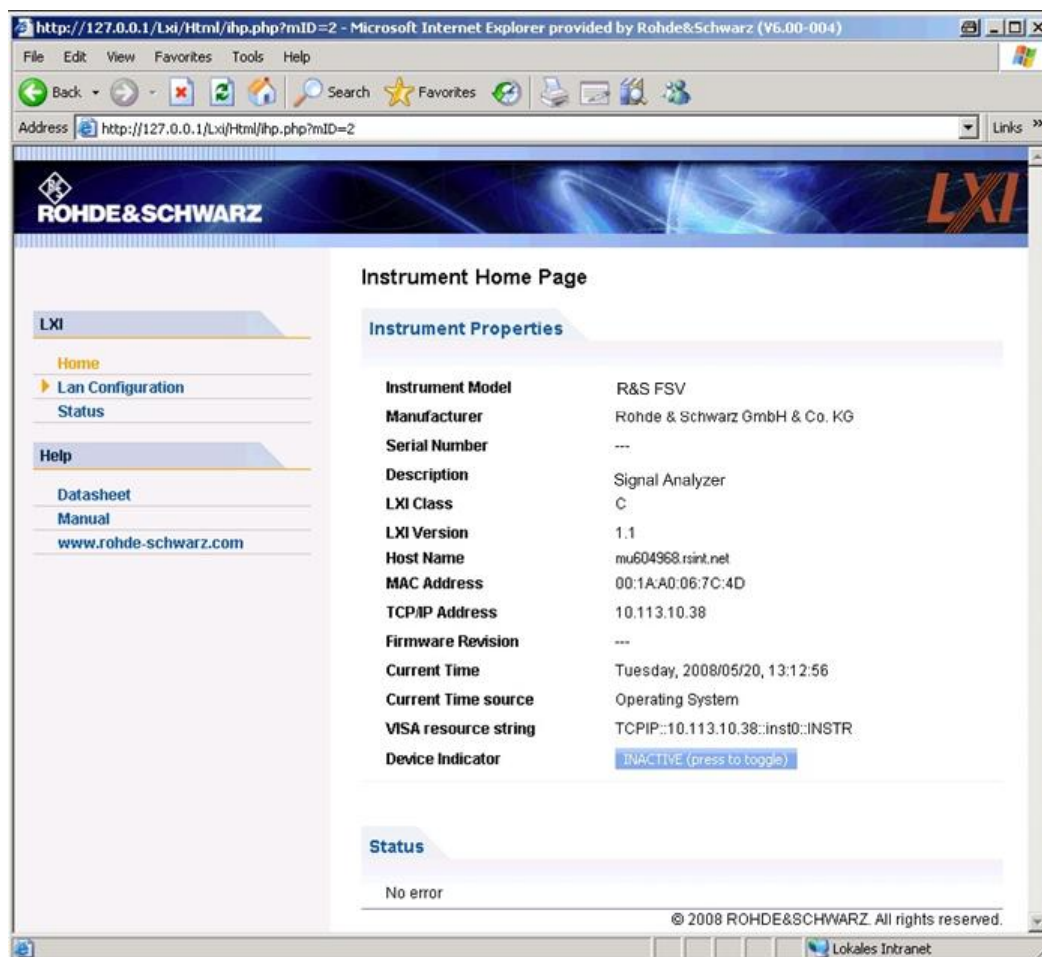 http://127.0.0.1/Lxi/Html/ihp.php?mID=2 - Microsoft Internet Explorer provided by Rohde&Schwarz (V6.00-004)
File Edit View Favorites Tools Help
Back Search Favorites
Address http://127.0.0.1/Lxi/Html/ihp.php?mID=2 Links »
R&S
ROHDE&SCHWARZ
LXI
Instrument Home Page
LXI
Home
Lan Configuration
Status
Help
Datasheet
Manual
www.rohde-schwarz.com
Instrument Properties
Instrument Model R&S FSV
Manufacturer Rohde & Schwarz GmbH & Co. KG
Serial Number ---
Description Signal Analyzer
LXI Class C
LXI Version 1.1
Host Name mu604968.rsint.net
MAC Address 00:1A:A0:06:7C:4D
TCP/IP Address 10.113.10.38
Firmware Revision ---
Current Time Tuesday, 2008/05/20, 13:12:56
Current Time source Operating System
VISA resource string TCPIP::10.113.10.38::inst0::INSTR
Device Indicator INACTIVE (press to toggle)
Status
No error
© 2008 ROHDE&SCHWARZ. All rights reserved.
Lokales Intranet